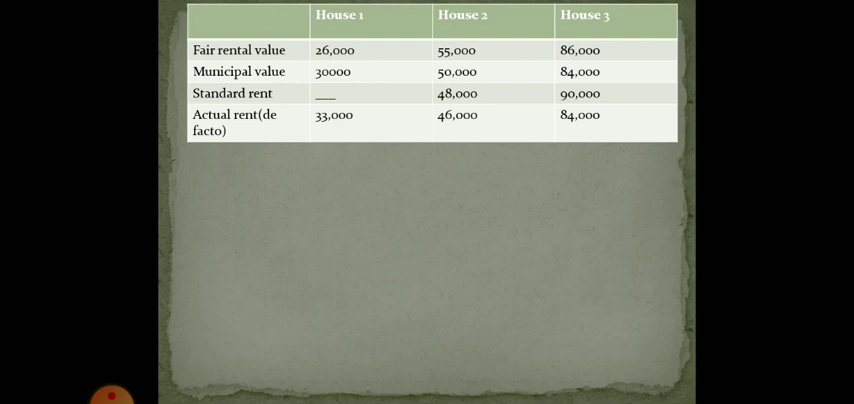 House 1 House 2 House 3
Fair rental value 26,000 55,000 86,000
Municipal value 30000 50,000 84,000
Standard rent ___ 48,000 90,000
Actual rent(de 33,000 46,000 84,000
facto)